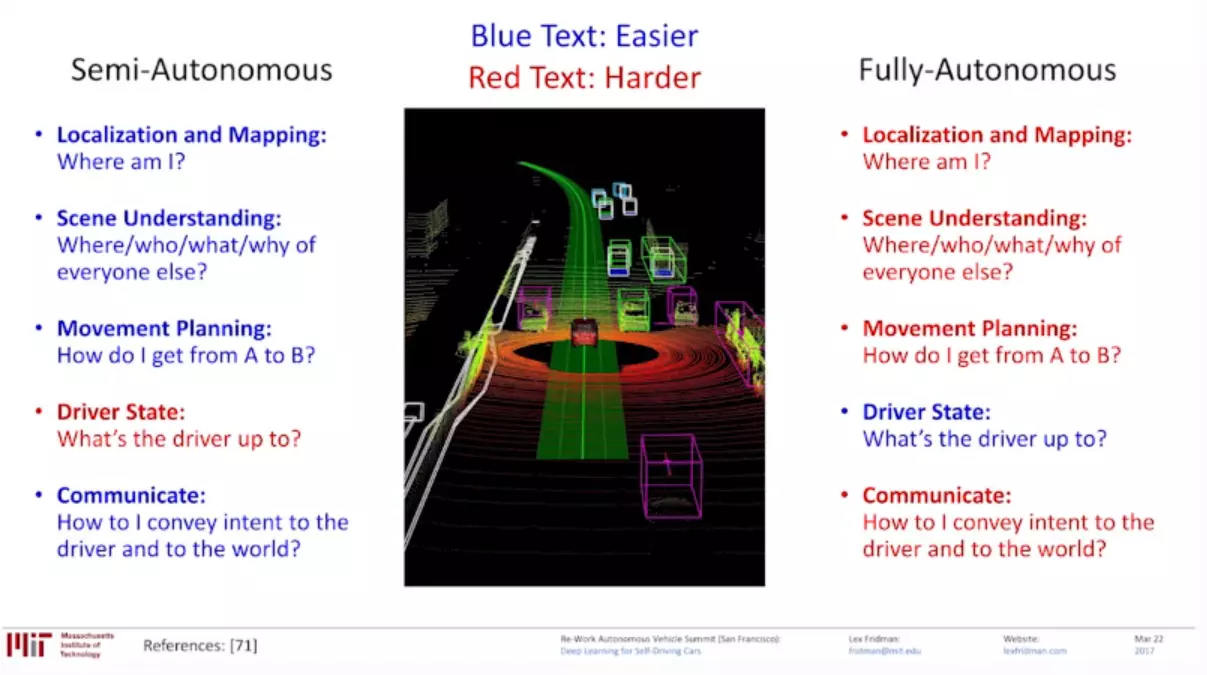 Blue Text: Easier
Red Text: Harder
Semi-Autonomous
• Localization and Mapping:
Where am I?
• Scene Understanding:
Where/who/what/why of
everyone else?
• Movement Planning:
How do I get from A to B?
• Driver State:
What's the driver up to?
• Communicate:
How to I convey intent to the
driver and to the world?
Fully-Autonomous
• Localization and Mapping:
Where am I?
• Scene Understanding:
Where/who/what/why of
everyone else?
• Movement Planning:
How do I get from A to B?
• Driver State:
What's the driver up to?
• Communicate:
How to I convey intent to the
driver and to the world?
MIT
Massachusetts
Institute of
Technology
References: [71]
Re-Work Autonomous Vehicle Summit (San Francisco):
Deep Learning for Self-Driving Cars
Lex Fridman:
fridman@mit.edu
Website:
lexfridman.com
Mar 22
2017